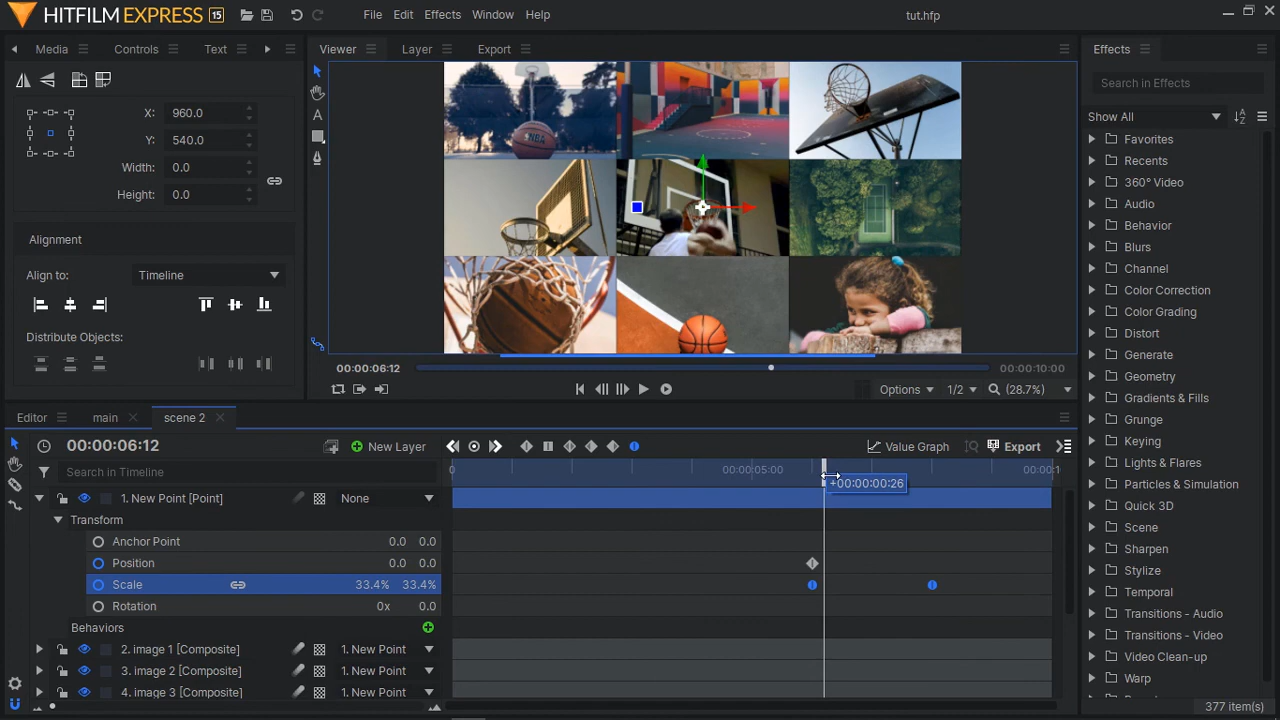 HITFILM EXPRESS 15
File Edit Effects Window Help
tut.hfp
Media Controls Text
Viewer Layer Export
Effects
X: 960.0
Y: 540.0
Width: 0.0
Height: 0.0
Alignment
Align to: Timeline
Distribute Objects:
NBA
00:00:06:12
00:00:10:00
Options 1/2 (28.7%)
Search in Effects
Show All
Favorites
Recents
360° Video
Audio
Behavior
Blurs
Channel
Color Correction
Color Grading
Distort
Generate
Geometry
Gradients & Fills
Grunge
Keying
Lights & Flares
Particles & Simulation
Quick 3D
Scene
Sharpen
Stylize
Temporal
Transitions - Audio
Transitions - Video
Video Clean-up
Warp
377 item(s)
Editor main scene 2
00:00:06:12 New Layer Value Graph Export
Search in Timeline
0 00:00:05:00 00:00:1
+00:00:00:26
1. New Point [Point] None
Transform
Anchor Point 0.0 0.0
Position 0.0 0.0
Scale 33.4% 33.4%
Rotation 0x 0.0
Behaviors
2. image 1 [Composite] 1. New Point
3. image 2 [Composite] 1. New Point
4. image 3 [Composite] 1. New Point